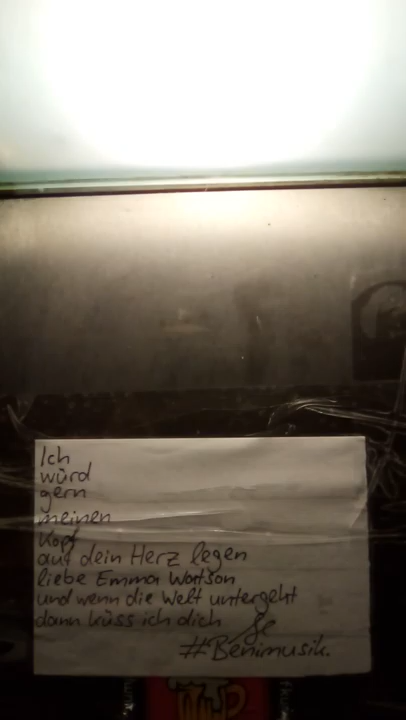 Ich
würd
gern
meinen
Kopf
auf dein Herz legen
liebe Emma Watson
und wenn die Welt untergeht
dann küss ich dich
#Benimusik.